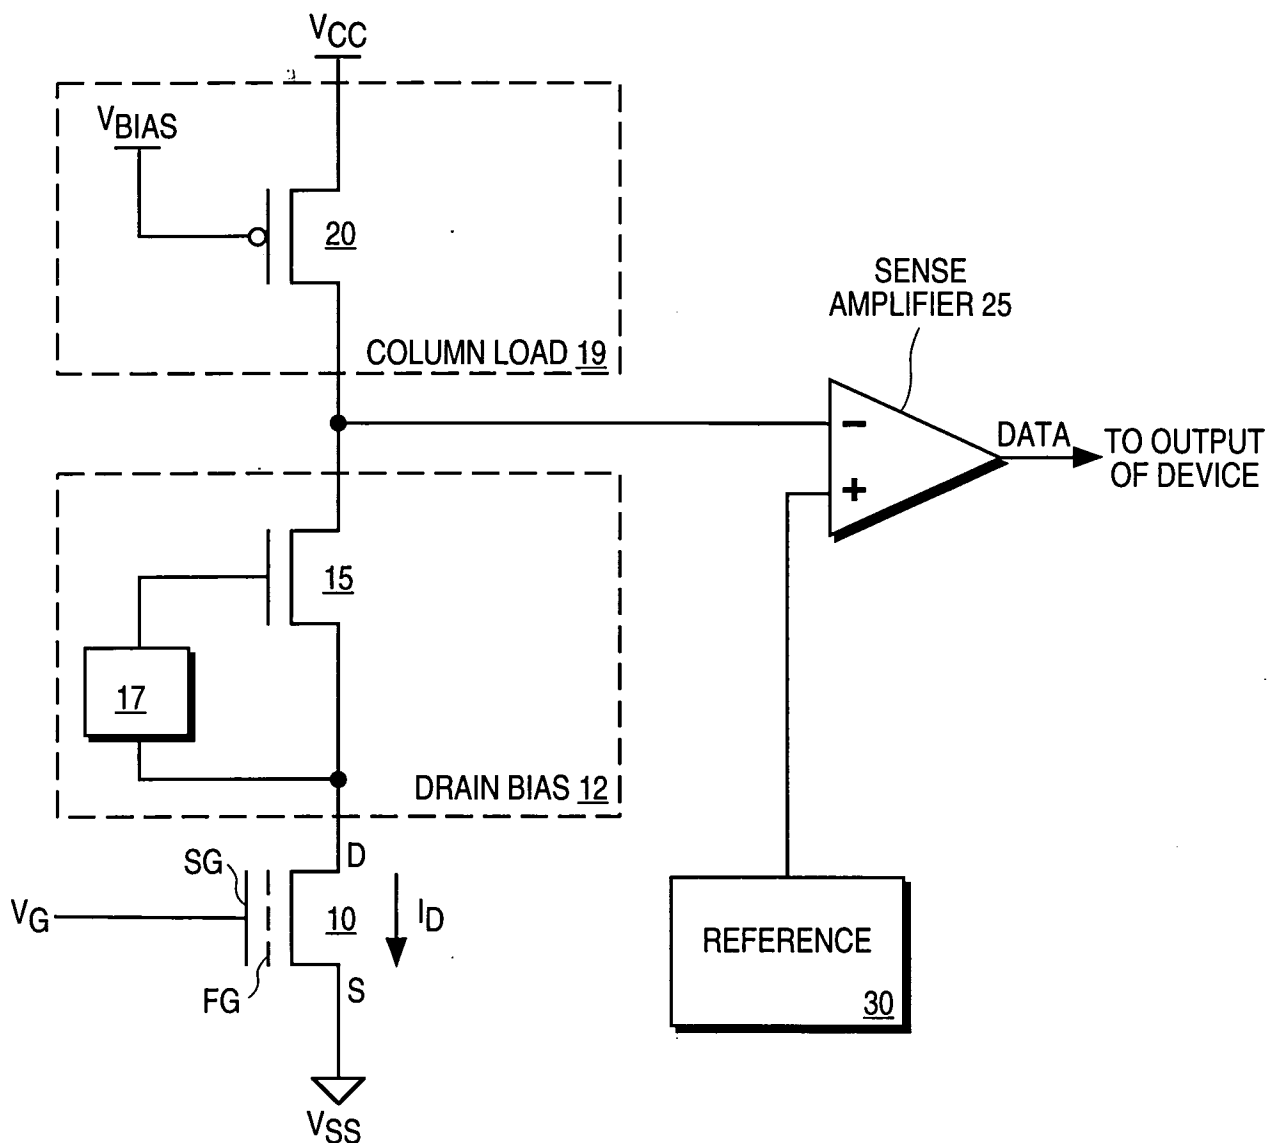 VCC
VBIAS
20
COLUMN LOAD 19
SENSE
AMPLIFIER 25
−
+
DATA
TO OUTPUT
OF DEVICE
15
17
DRAIN BIAS 12
SG
D
VG
10
ID
FG
S
VSS
REFERENCE
30